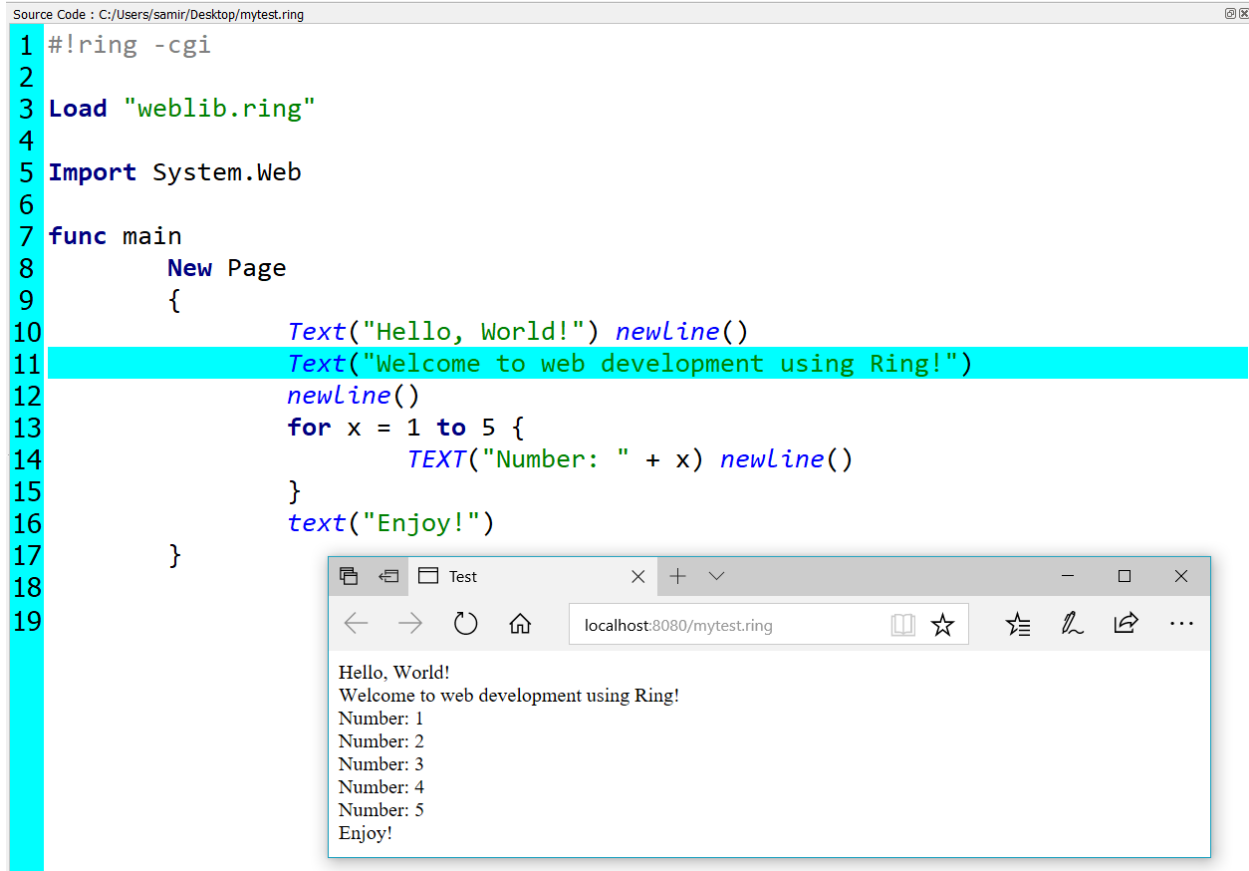 Source Code : C:/Users/samir/Desktop/mytest.ring
1 #!ring -cgi
2
3 Load "weblib.ring"
4
5 Import System.Web
6
7 func main
8 New Page
9 {
10 Text("Hello, World!") newline()
11 Text("Welcome to web development using Ring!")
12 newline()
13 for x = 1 to 5 {
14 TEXT("Number: " + x) newline()
15 }
16 text("Enjoy!")
17 }
18
19
Test
localhost:8080/mytest.ring
Hello, World!
Welcome to web development using Ring!
Number: 1
Number: 2
Number: 3
Number: 4
Number: 5
Enjoy!